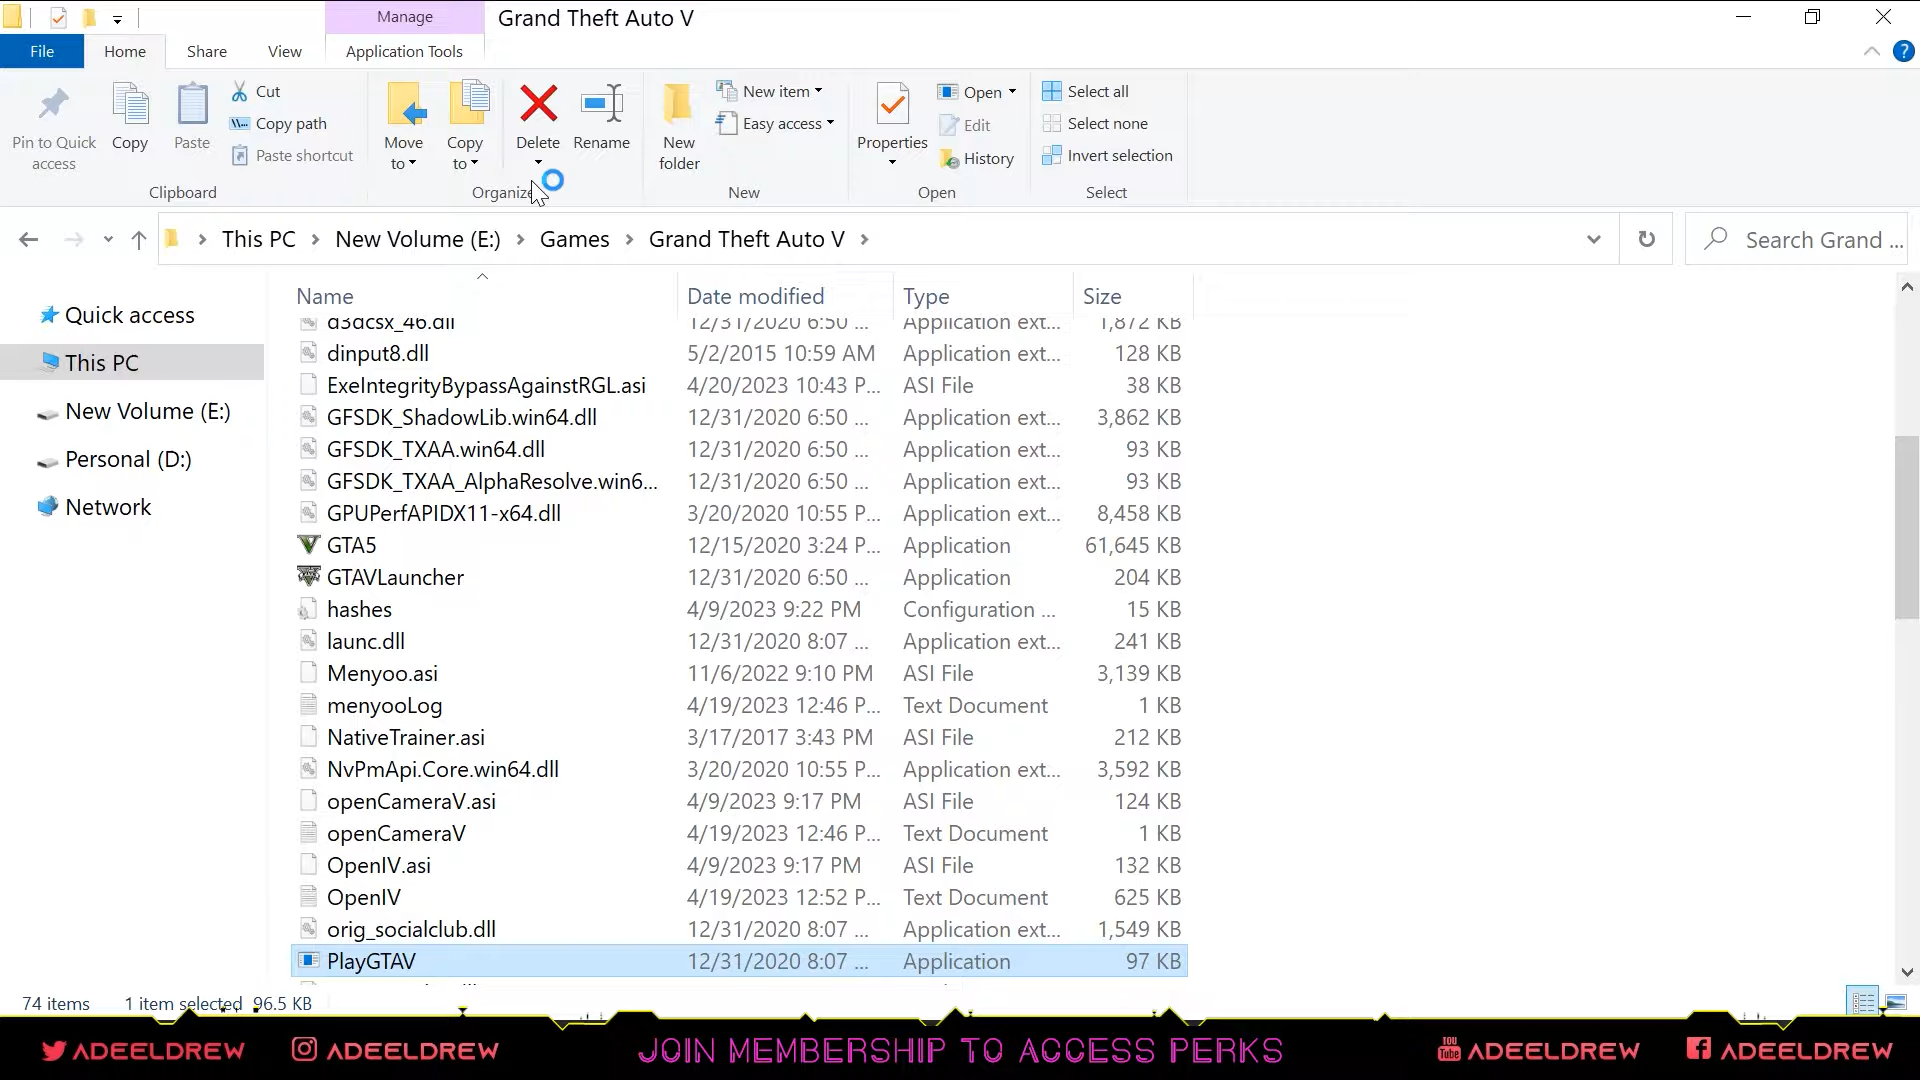 Manage
Grand Theft Auto V
File
Home
Share
View
Application Tools
?
Pin to Quick access
Copy
Paste
Cut
Copy path
Paste shortcut
Clipboard
Move to
Copy to
Delete
Rename
Organize
New folder
New item
Easy access
New
Properties
Open
Edit
History
Open
Select all
Select none
Invert selection
Select
This PC > New Volume (E:) > Games > Grand Theft Auto V >
Search Grand ...
Quick access
This PC
New Volume (E:)
Personal (D:)
Network
Name Date modified Type Size
d3dcsx_46.dll 12/31/2020 6:50 ... Application ext... 1,872 KB
dinput8.dll 5/2/2015 10:59 AM Application ext... 128 KB
ExeIntegrityBypassAgainstRGL.asi 4/20/2023 10:43 P... ASI File 38 KB
GFSDK_ShadowLib.win64.dll 12/31/2020 6:50 ... Application ext... 3,862 KB
GFSDK_TXAA.win64.dll 12/31/2020 6:50 ... Application ext... 93 KB
GFSDK_TXAA_AlphaResolve.win6... 12/31/2020 6:50 ... Application ext... 93 KB
GPUPerfAPIDX11-x64.dll 3/20/2020 10:55 P... Application ext... 8,458 KB
GTA5 12/15/2020 3:24 P... Application 61,645 KB
GTAVLauncher 12/31/2020 6:50 ... Application 204 KB
hashes 4/9/2023 9:22 PM Configuration ... 15 KB
launc.dll 12/31/2020 8:07 ... Application ext... 241 KB
Menyoo.asi 11/6/2022 9:10 PM ASI File 3,139 KB
menyooLog 4/19/2023 12:46 P... Text Document 1 KB
NativeTrainer.asi 3/17/2017 3:43 PM ASI File 212 KB
NvPmApi.Core.win64.dll 3/20/2020 10:55 P... Application ext... 3,592 KB
openCameraV.asi 4/9/2023 9:17 PM ASI File 124 KB
openCameraV 4/19/2023 12:46 P... Text Document 1 KB
OpenIV.asi 4/9/2023 9:17 PM ASI File 132 KB
OpenIV 4/19/2023 12:52 P... Text Document 625 KB
orig_socialclub.dll 12/31/2020 8:07 ... Application ext... 1,549 KB
PlayGTAV 12/31/2020 8:07 ... Application 97 KB
74 items 1 item selected 96.5 KB
ADEELDREW
ADEELDREW
JOIN MEMBERSHIP TO ACCESS PERKS
YOU ADEELDREW
ADEELDREW